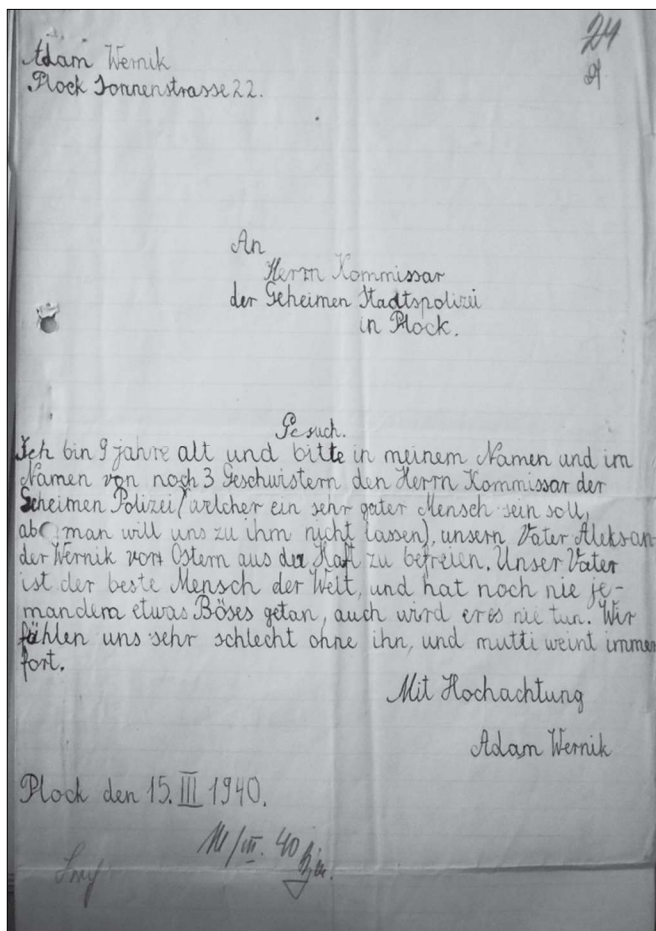 24
Adam Wernik
Plock Sonnenstrasse 22.
An
Herrn Kommissar
der Geheimen Stadtspolizei
in Plock.
Gesuch.
Ich bin 9 jahre alt und bitte in meinem Namen und im
Namen von noch 3 Geschwistern den Herrn Kommissar der
Geheimen Polizei (welcher ein sehr guter Mensch sein soll,
aber man will uns zu ihm nicht lassen), unsern Vater Aleksan-
der Wernik vor Ostern aus der Haft zu befreien. Unser Vater
ist der beste Mensch der Welt, und hat noch nie je-
mandem etwas Böses getan, auch wird er es nie tun. Wir
fühlen uns sehr schlecht ohne ihn, und mutti weint immer
fort.
Mit Hochachtung
Adam Wernik
Plock den 15. III 1940.
/III. 40